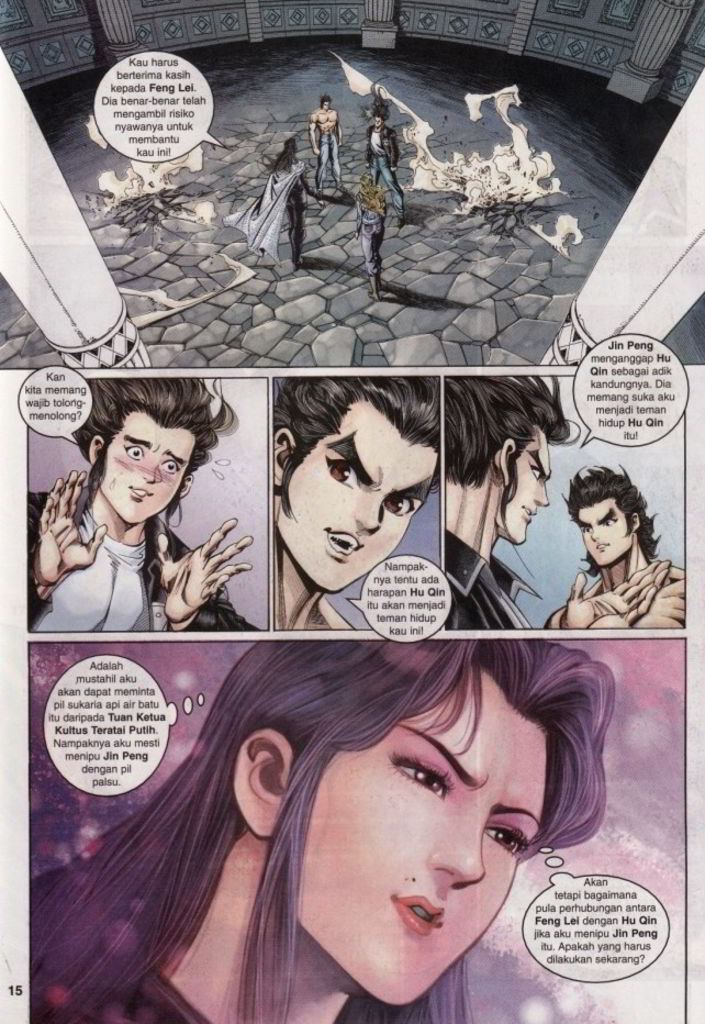 Kau harus
berterima kasih
kepada Feng Lei.
Dia benar-benar telah
mengambil risiko
nyawanya untuk
membantu
kau ini!
Kan
kita memang
wajib tolong-
menolong?
Nampak-
nya tentu ada
harapan Hu Qin
itu akan menjadi
teman hidup
kau ini!
Jin Peng
menganggap Hu
Qin sebagai adik
kandungnya. Dia
memang suka aku
menjadi teman
hidup Hu Qin
itu!
Adalah
mustahil aku
akan dapat meminta
pil sukaria api air batu
itu daripada Tuan Ketua
Kultus Teratai Putih.
Nampaknya aku mesti
menipu Jin Peng
dengan pil
palsu.
Akan
tetapi bagaimana
pula perhubungan antara
Feng Lei dengan Hu Qin
jika aku menipu Jin Peng
itu. Apakah yang harus
dilakukan sekarang?
15